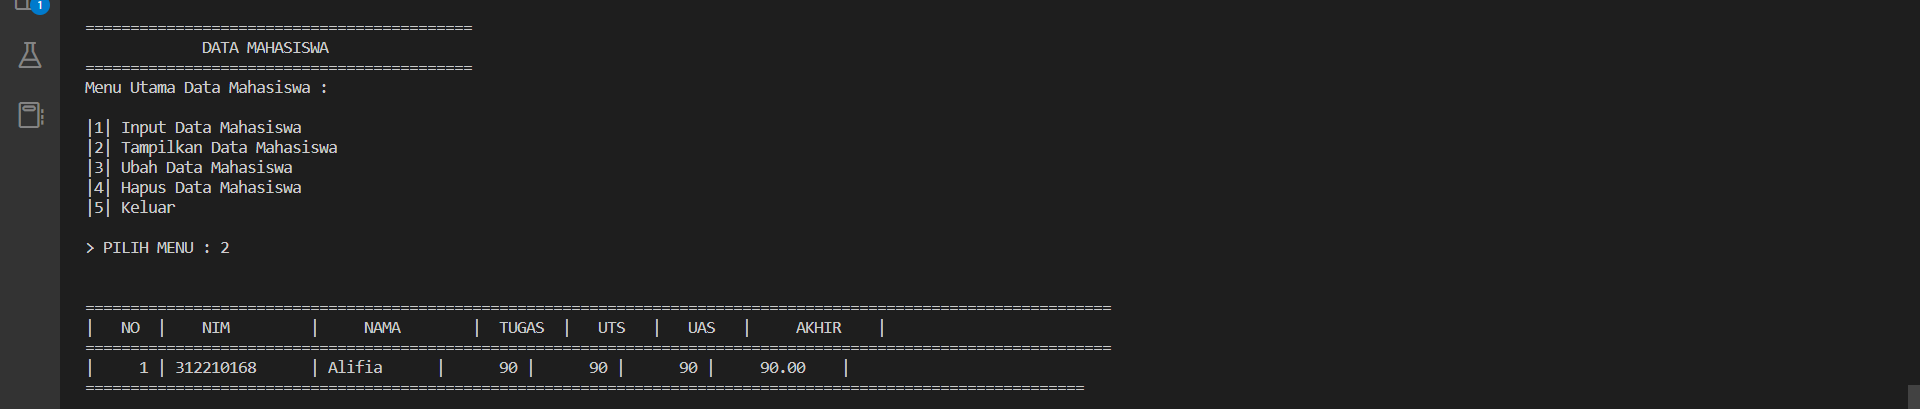 1
===========================================
             DATA MAHASISWA
===========================================
Menu Utama Data Mahasiswa :
|1| Input Data Mahasiswa
|2| Tampilkan Data Mahasiswa
|3| Ubah Data Mahasiswa
|4| Hapus Data Mahasiswa
|5| Keluar
> PILIH MENU : 2
==================================================================================================================
|   NO  |    NIM         |     NAMA        |  TUGAS  |   UTS   |   UAS   |     AKHIR    |
==================================================================================================================
|     1 | 312210168      | Alifia      |      90 |      90 |      90 |     90.00    |
===============================================================================================================